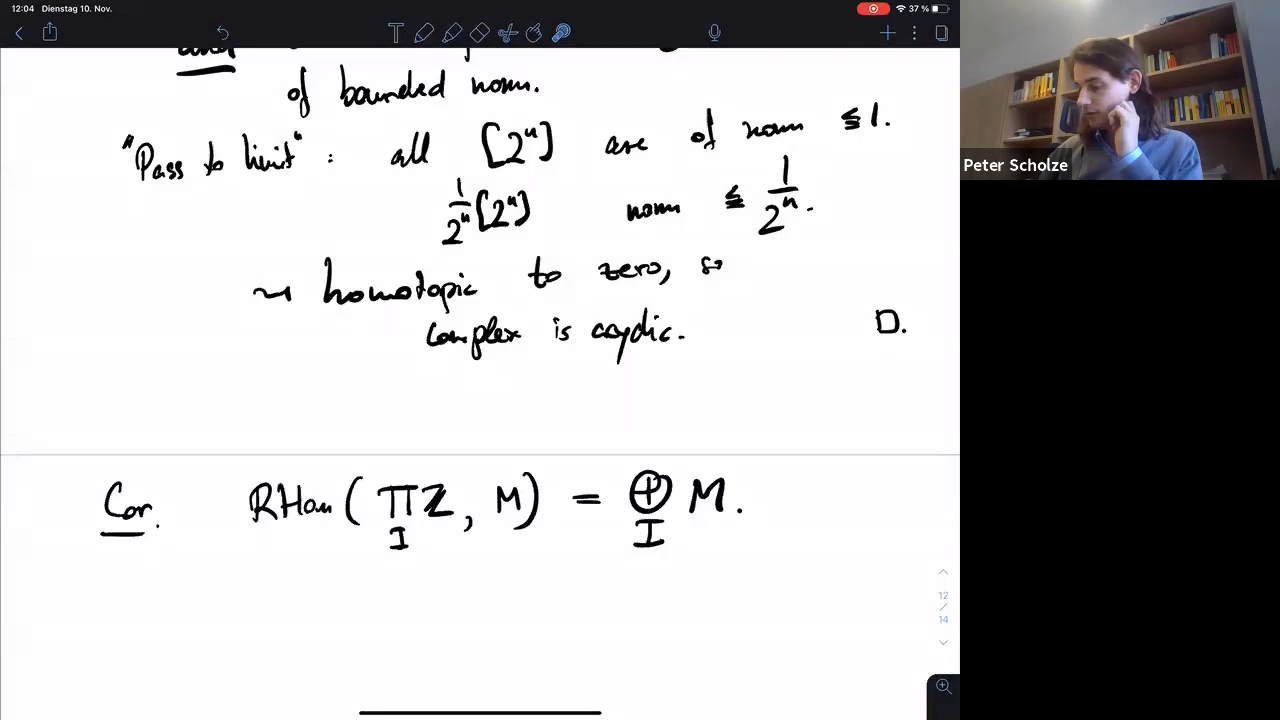 12:04 Dienstag 10. Nov. 37 %
of bounded norm.
"Pass to limit" : all [2ⁿ] are of norm ≦ 1.
1/2ⁿ [2ⁿ] norm ≦ 1/2ⁿ.
⇝ homotopic to zero, so
complex is acyclic. □.
Cor. RHom( ∏_I ℤ, M) = ⊕_I M.
12 / 14
Peter Scholze